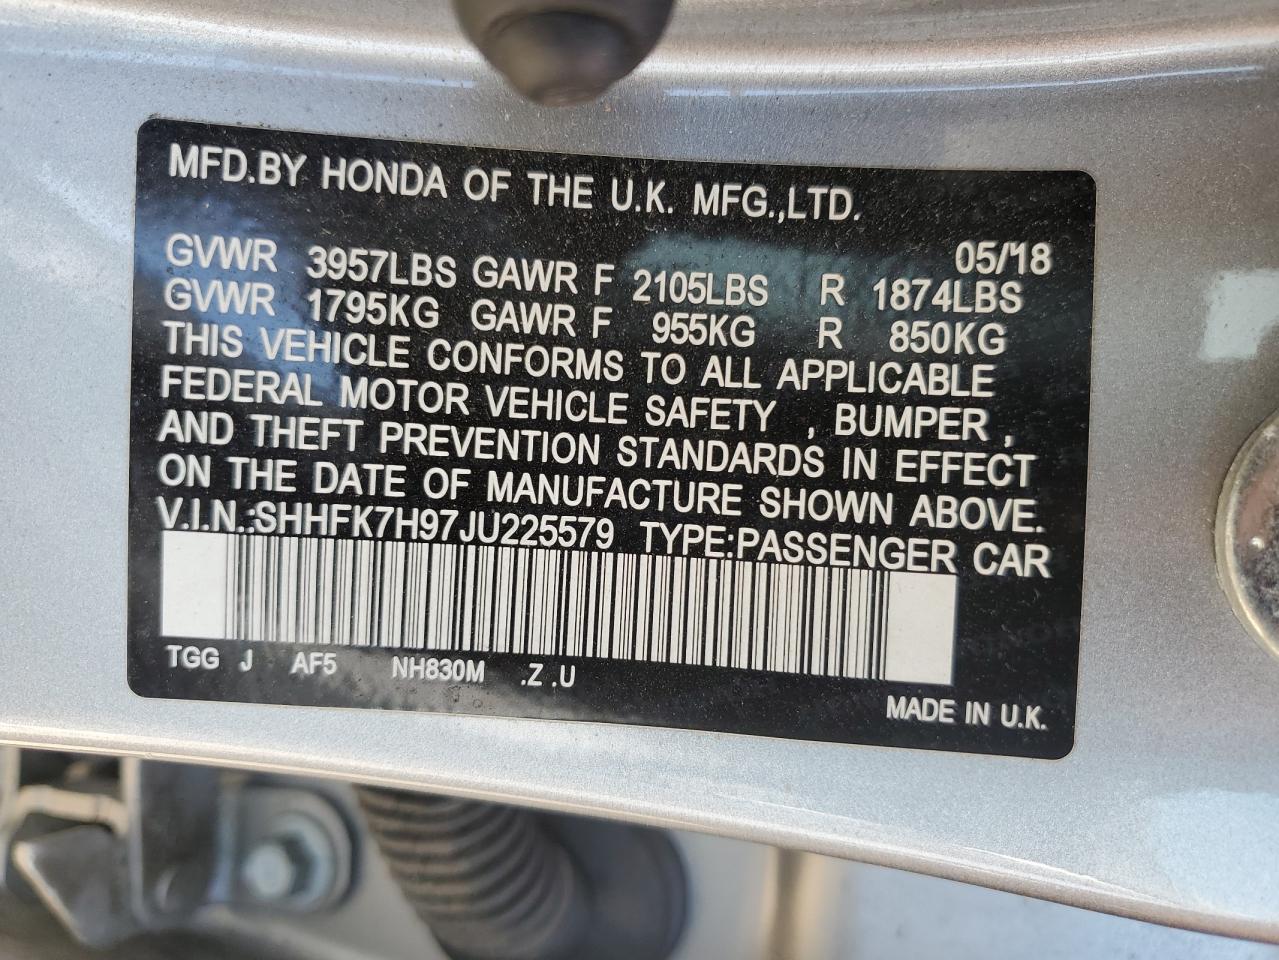 MFD.BY HONDA OF THE U.K. MFG.,LTD.
05/'18
GVWR 3957LBS GAWR F 2105LBS R 1874LBS
GVWR 1795KG GAWR F 955KG R 850KG
THIS VEHICLE CONFORMS TO ALL APPLICABLE
FEDERAL MOTOR VEHICLE SAFETY , BUMPER ,
AND THEFT PREVENTION STANDARDS IN EFFECT
ON THE DATE OF MANUFACTURE SHOWN ABOVE.
V.I.N.:SHHFK7H97JU225579 TYPE:PASSENGER CAR
TGG J AF5 NH830M .Z .U
MADE IN U.K.